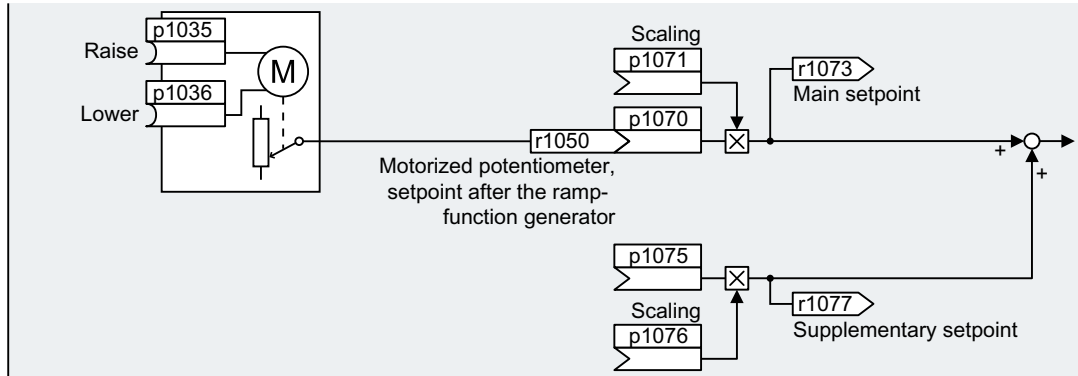 p1035
Raise
p1036
Lower
M
Scaling
p1071
r1073
Main setpoint
p1070
r1050
+
+
Motorized potentiometer,
setpoint after the ramp-
function generator
p1075
r1077
Supplementary setpoint
Scaling
p1076